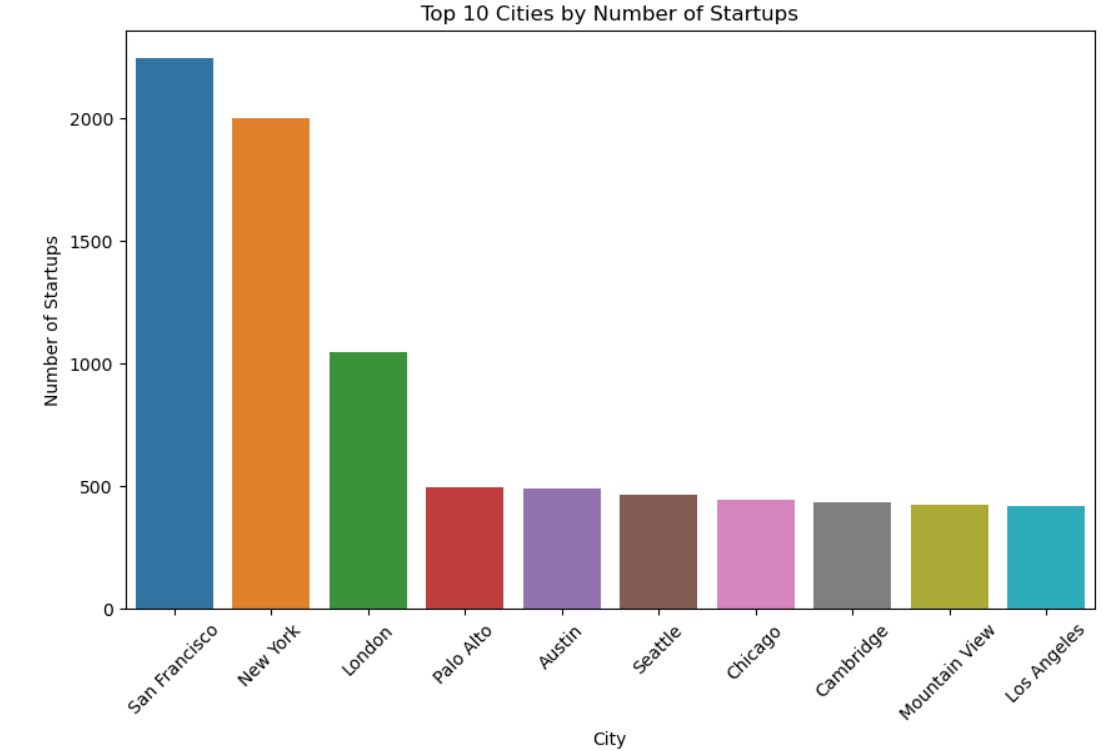 Top 10 Cities by Number of Startups
Number of Startups
2000
1500
1000
500
0
San Francisco
New York
London
Palo Alto
Austin
Seattle
Chicago
Cambridge
Mountain View
Los Angeles
City